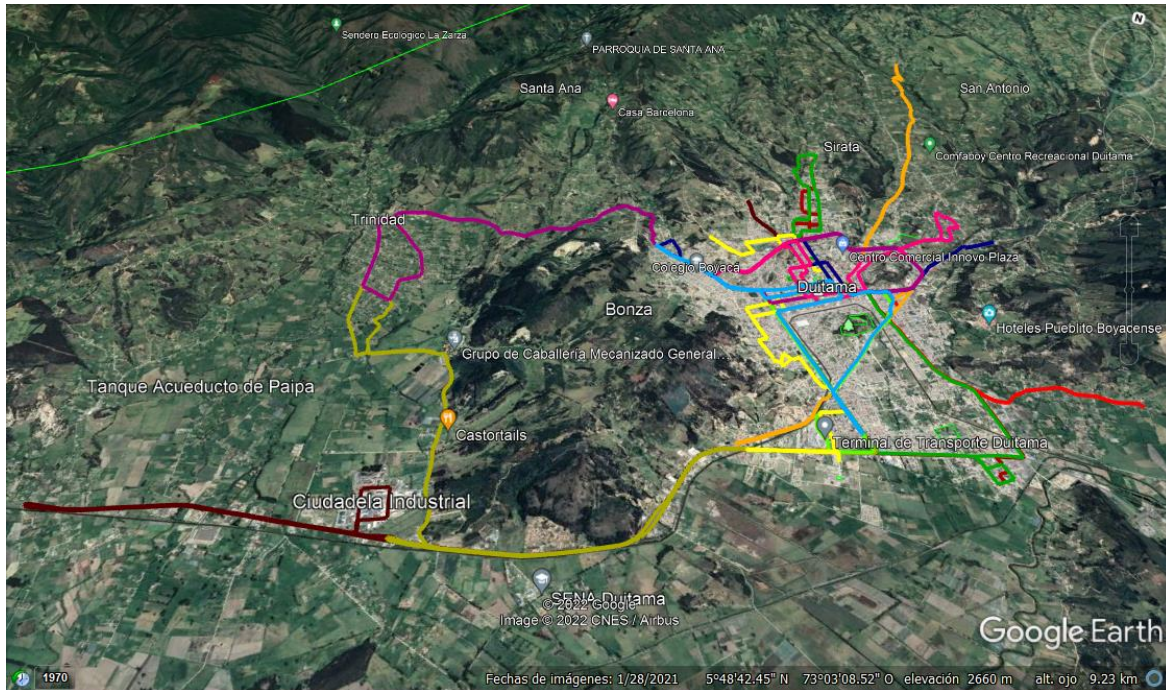 N
Sendero Ecologico La Zarza
PARROQUIA DE SANTA ANA
Santa Ana
San Antonio
Casa Barcelona
Sirata
Comfaboy Centro Recreacional Duitama
Trinidad
Centro Comercial Innovo Plaza
Colegio Boyacá
Duitama
Bonza
Hoteles Pueblito Boyacense
Grupo de Caballería Mecanizado General...
Tanque Acueducto de Paipa
Castortails
Terminal de Transporte Duitama
Ciudadela Industrial
SENA Duitama
© 2022 Google
Image © 2022 CNES / Airbus
Google Earth
1970
Fechas de imágenes: 1/28/2021 5°48'42.45" N 73°03'08.52" O elevación 2660 m alt. ojo 9.23 km